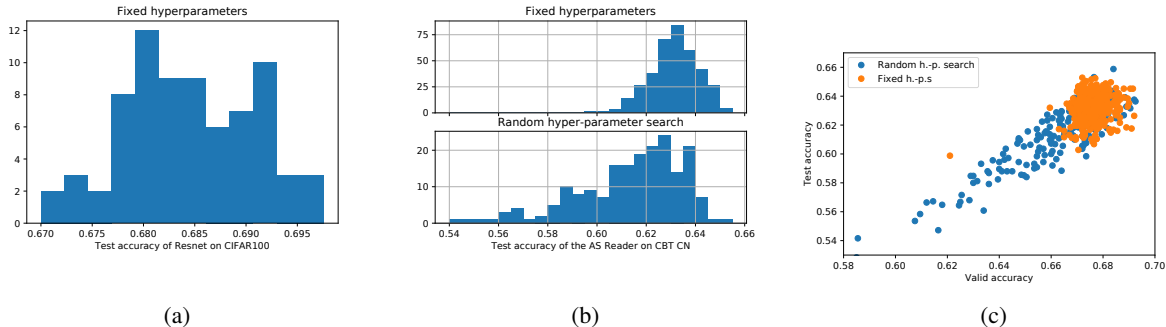 Fixed hyperparameters
12
10
8
6
4
2
0
0.670 0.675 0.680 0.685 0.690 0.695
Test accuracy of Resnet on CIFAR100
(a)
Fixed hyperparameters
75
50
25
0
Random hyper-parameter search
20
10
0
0.54 0.56 0.58 0.60 0.62 0.64 0.66
Test accuracy of the AS Reader on CBT CN
(b)
Random h.-p. search
Fixed h.-p.s
Test accuracy
0.66
0.64
0.62
0.60
0.58
0.56
0.54
0.58 0.60 0.62 0.64 0.66 0.68 0.70
Valid accuracy
(c)